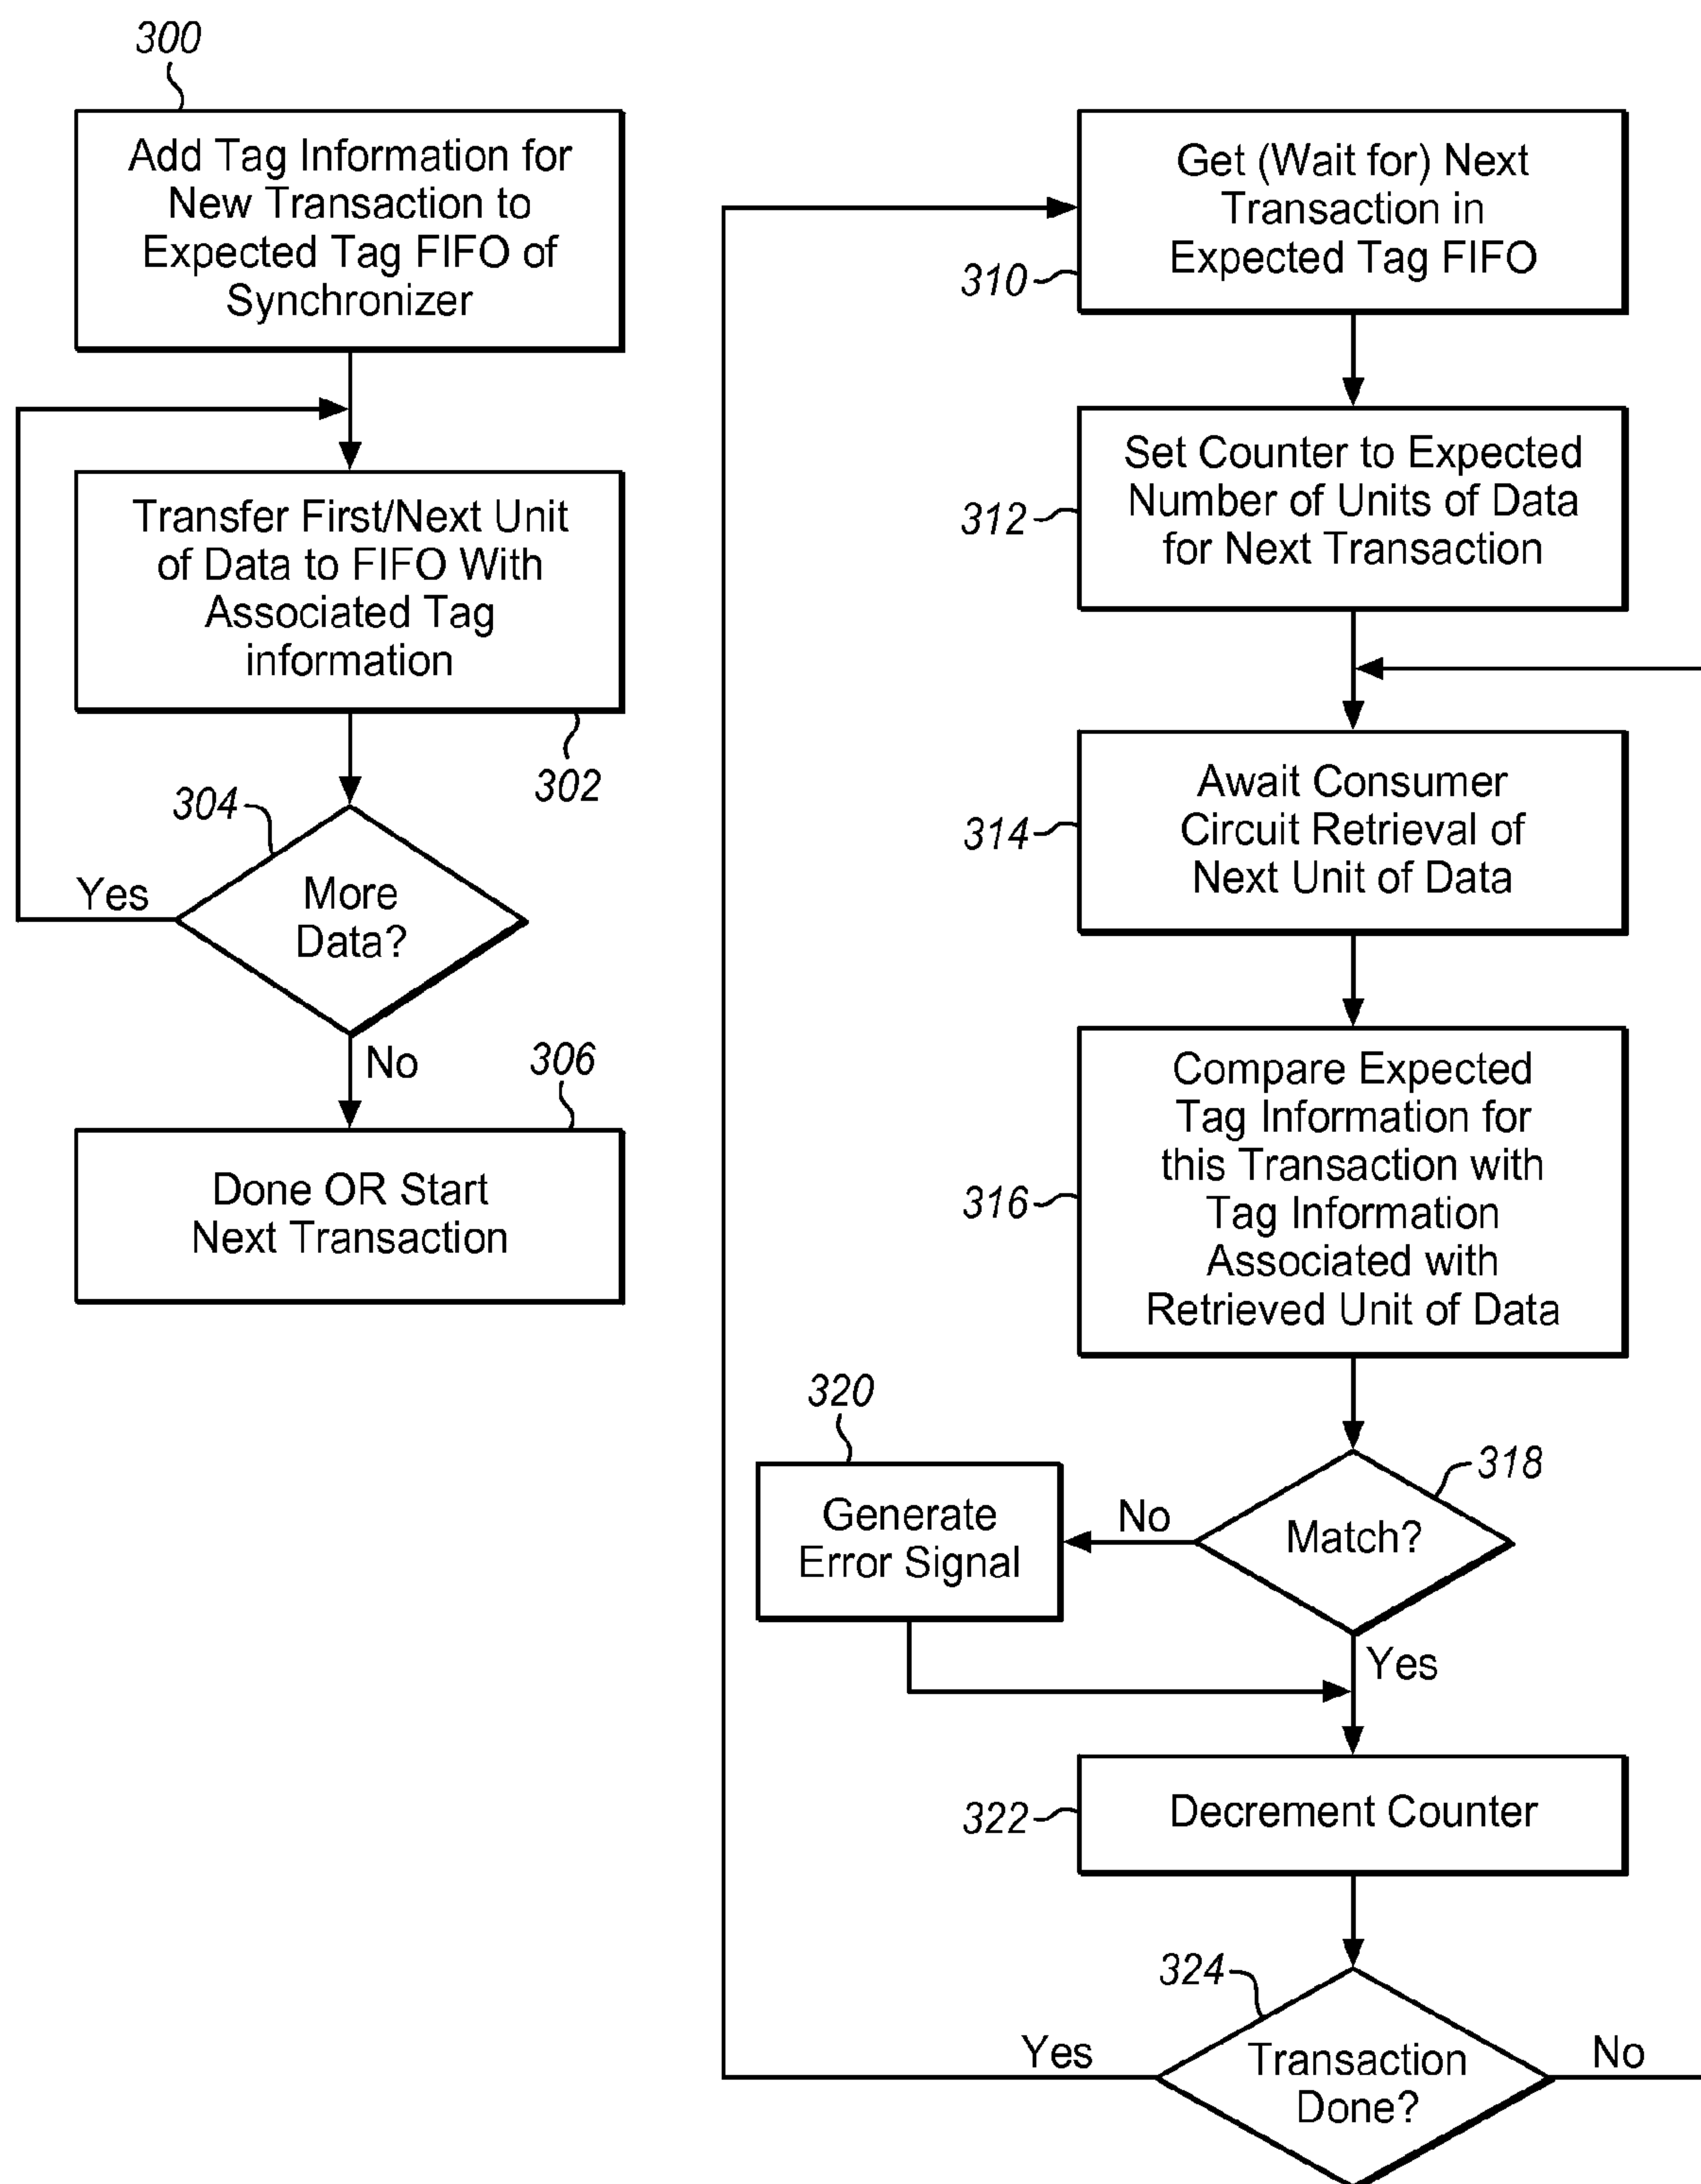 300
Add Tag Information for
New Transaction to
Expected Tag FIFO of
Synchronizer
Transfer First/Next Unit
of Data to FIFO With
Associated Tag
information
302
304
More
Data?
Yes
No
306
Done OR Start
Next Transaction
Get (Wait for) Next
Transaction in
Expected Tag FIFO
310
Set Counter to Expected
Number of Units of Data
for Next Transaction
312
Await Consumer
Circuit Retrieval of
Next Unit of Data
314
Compare Expected
Tag Information for
this Transaction with
Tag Information
Associated with
Retrieved Unit of Data
316
318
Match?
No
320
Generate
Error Signal
Yes
Decrement Counter
322
324
Transaction
Done?
Yes
No